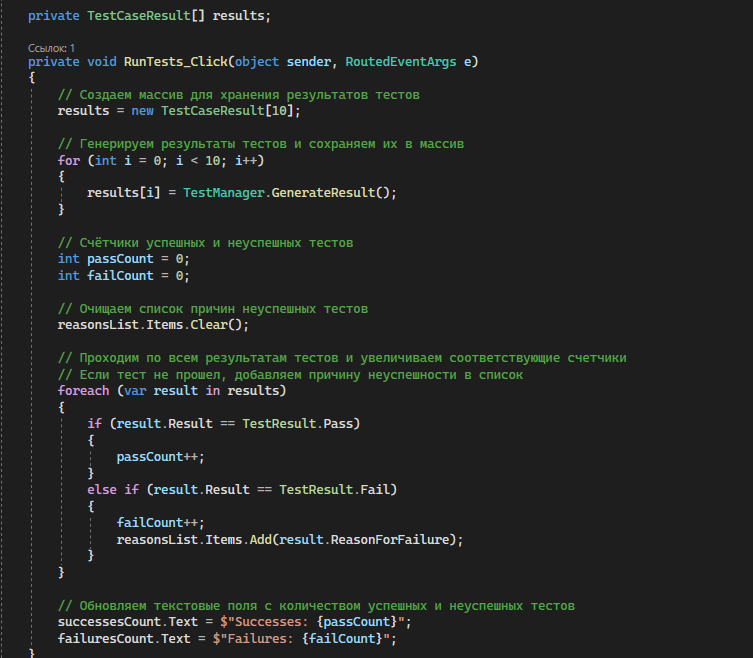 private TestCaseResult[] results;
Ссылок: 1
private void RunTests_Click(object sender, RoutedEventArgs e)
{
// Создаем массив для хранения результатов тестов
results = new TestCaseResult[10];
// Генерируем результаты тестов и сохраняем их в массив
for (int i = 0; i < 10; i++)
{
results[i] = TestManager.GenerateResult();
}
// Счётчики успешных и неуспешных тестов
int passCount = 0;
int failCount = 0;
// Очищаем список причин неуспешных тестов
reasonsList.Items.Clear();
// Проходим по всем результатам тестов и увеличиваем соответствующие счетчики
// Если тест не прошел, добавляем причину неуспешности в список
foreach (var result in results)
{
if (result.Result == TestResult.Pass)
{
passCount++;
}
else if (result.Result == TestResult.Fail)
{
failCount++;
reasonsList.Items.Add(result.ReasonForFailure);
}
}
// Обновляем текстовые поля с количеством успешных и неуспешных тестов
successesCount.Text = $"Successes: {passCount}";
failuresCount.Text = $"Failures: {failCount}";
}